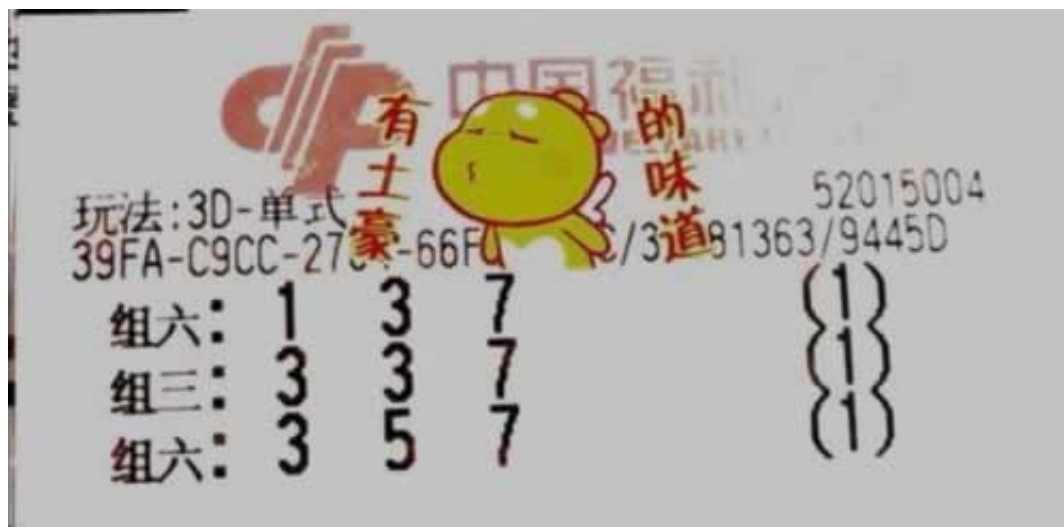 中国福利
有土豪的味道
52015004
玩法:3D-单式
39FA-C9CC-27 -66F C/3 81363/9445D
组六: 1 3 7 (1)
组三: 3 3 7 (1)
组六: 3 5 7 (1)